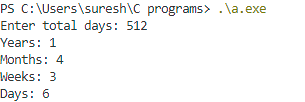 PS C:\Users\suresh\C programs> .\a.exe
Enter total days: 512
Years: 1
Months: 4
Weeks: 3
Days: 6